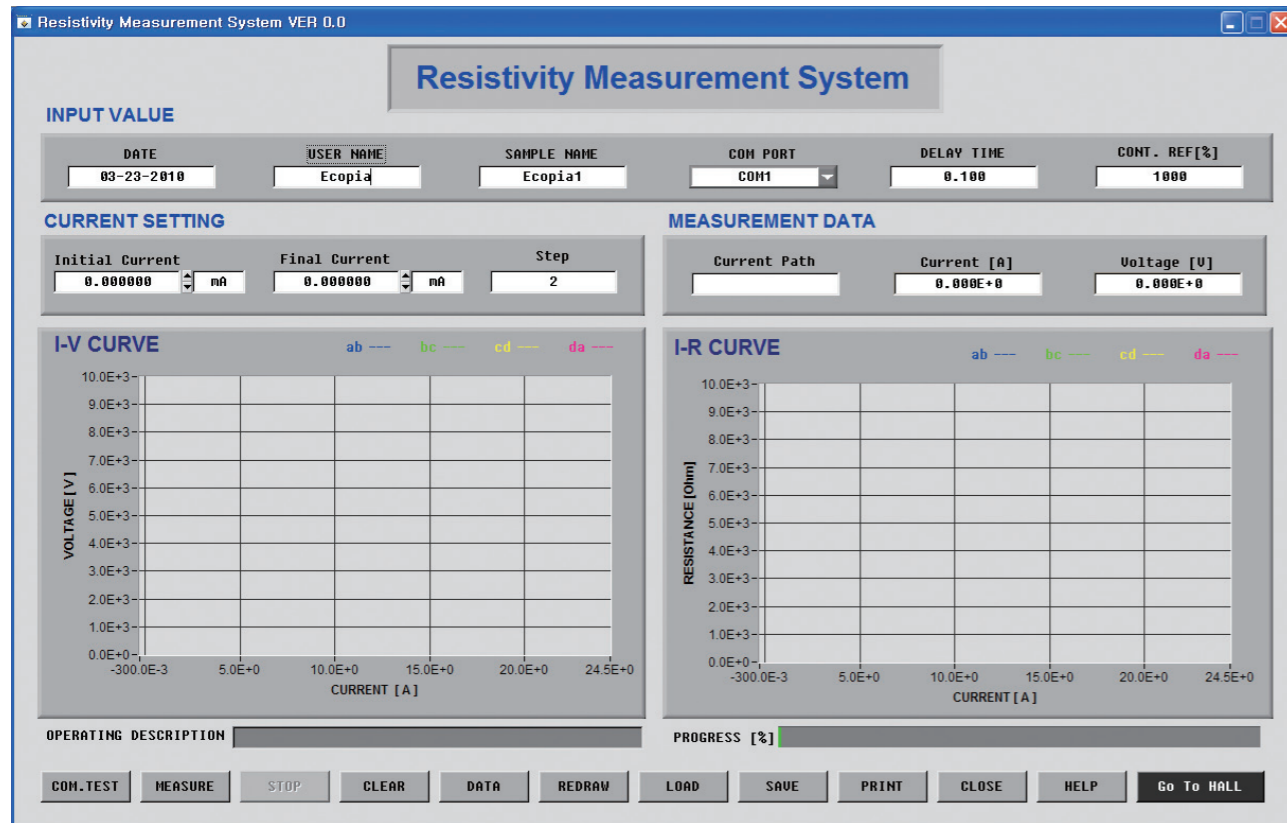 Resistivity Measurement System VER 0.0
Resistivity Measurement System
INPUT VALUE
DATE USER NAME SAMPLE NAME COM PORT DELAY TIME CONT. REF[%]
03-23-2010 Ecopia Ecopia1 COM1 0.100 1000
CURRENT SETTING MEASUREMENT DATA
Initial Current Final Current Step Current Path Current [A] Voltage [V]
0.000000 mA 0.000000 mA 2 0.000E+0 0.000E+0
I-V CURVE ab --- bc --- cd --- da ---
10.0E+3
9.0E+3
8.0E+3
7.0E+3
6.0E+3
5.0E+3
4.0E+3
3.0E+3
2.0E+3
1.0E+3
0.0E+0
VOLTAGE [ V ]
-300.0E-3 5.0E+0 10.0E+0 15.0E+0 20.0E+0 24.5E+0
CURRENT [ A ]
I-R CURVE ab --- bc --- cd --- da ---
10.0E+3
9.0E+3
8.0E+3
7.0E+3
6.0E+3
5.0E+3
4.0E+3
3.0E+3
2.0E+3
1.0E+3
0.0E+0
RESISTANCE [Ohm]
-300.0E-3 5.0E+0 10.0E+0 15.0E+0 20.0E+0 24.5E+0
CURRENT [ A ]
OPERATING DESCRIPTION PROGRESS [%]
COM.TEST MEASURE STOP CLEAR DATA REDRAW LOAD SAVE PRINT CLOSE HELP Go To HALL